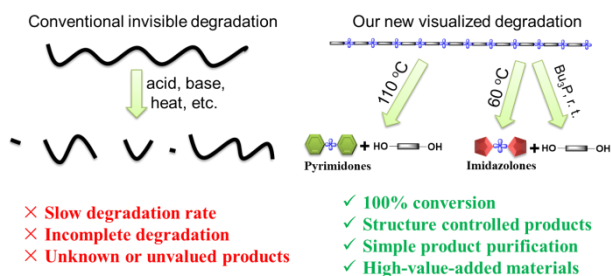 Conventional invisible degradation
acid, base,
heat, etc.
× Slow degradation rate
× Incomplete degradation
× Unknown or unvalued products
Our new visualized degradation
110 °C
60 °C
Bu₃P, r. t.
+ HO OH
+ HO OH
Pyrimidones
Imidazolones
✓ 100% conversion
✓ Structure controlled products
✓ Simple product purification
✓ High-value-added materials